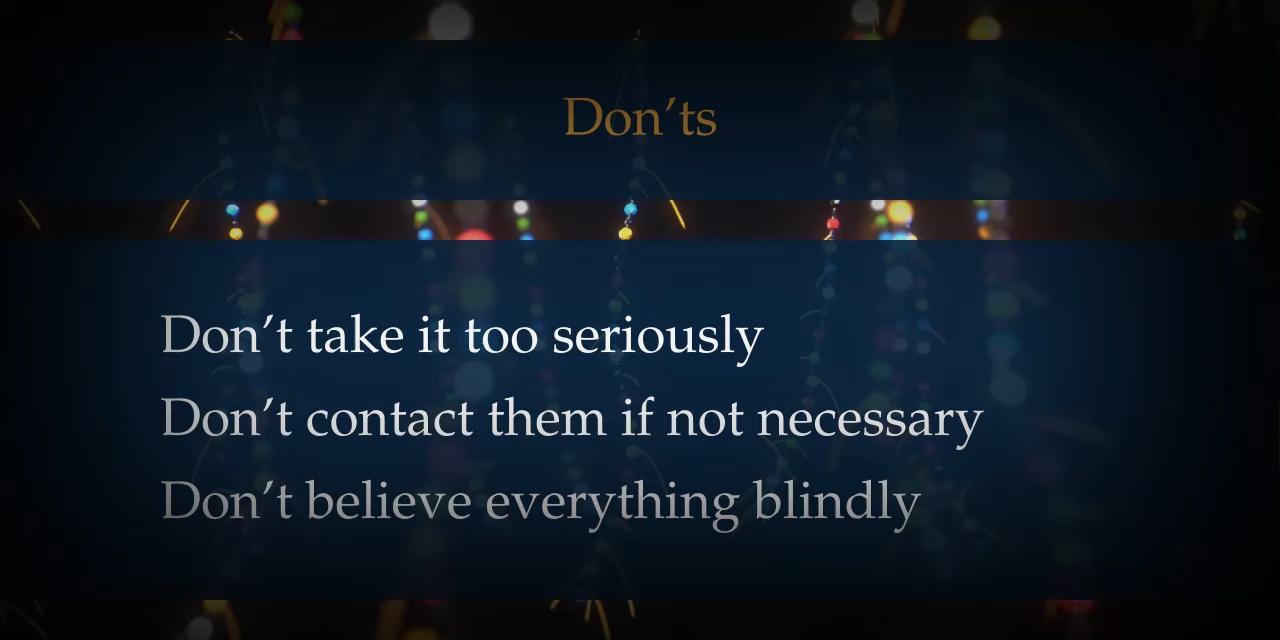 Don’ts
Don’t take it too seriously
Don’t contact them if not necessary
Don’t believe everything blindly